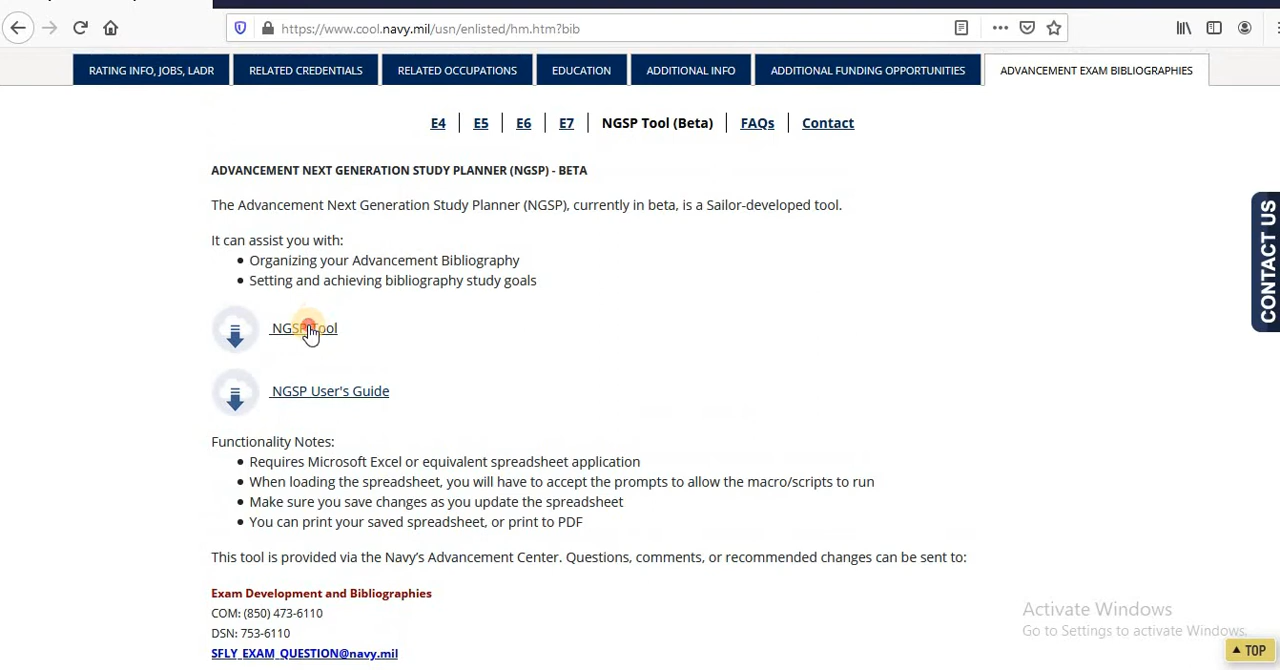 https://www.cool.navy.mil/usn/enlisted/hm.htm?bib
RATING INFO, JOBS, LADR
RELATED CREDENTIALS
RELATED OCCUPATIONS
EDUCATION
ADDITIONAL INFO
ADDITIONAL FUNDING OPPORTUNITIES
ADVANCEMENT EXAM BIBLIOGRAPHIES
E4 | E5 | E6 | E7 | NGSP Tool (Beta) | FAQs | Contact
ADVANCEMENT NEXT GENERATION STUDY PLANNER (NGSP) - BETA
The Advancement Next Generation Study Planner (NGSP), currently in beta, is a Sailor-developed tool.
It can assist you with:
• Organizing your Advancement Bibliography
• Setting and achieving bibliography study goals
NGSP Tool
NGSP User's Guide
Functionality Notes:
• Requires Microsoft Excel or equivalent spreadsheet application
• When loading the spreadsheet, you will have to accept the prompts to allow the macro/scripts to run
• Make sure you save changes as you update the spreadsheet
• You can print your saved spreadsheet, or print to PDF
This tool is provided via the Navy's Advancement Center. Questions, comments, or recommended changes can be sent to:
Exam Development and Bibliographies
COM: (850) 473-6110
DSN: 753-6110
SFLY_EXAM_QUESTION@navy.mil
CONTACT US
Activate Windows
Go to Settings to activate Windows.
TOP